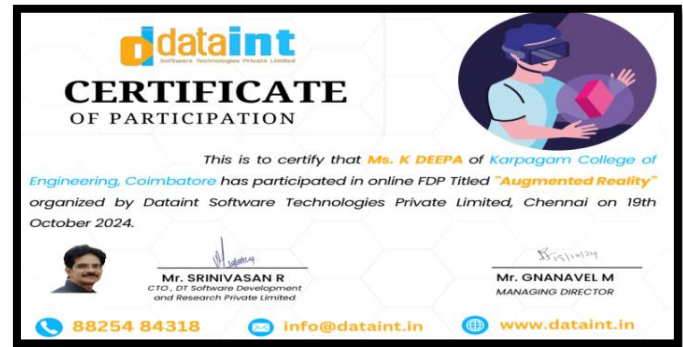 dataint
Software Technologies Private Limited
CERTIFICATE
OF PARTICIPATION
This is to certify that Ms. K DEEPA of Karpagam College of
Engineering, Coimbatore has participated in online FDP Titled "Augmented Reality"
organized by Dataint Software Technologies Private Limited, Chennai on 19th
October 2024.
Mr. SRINIVASAN R
CTO , DT Software Development
and Research Private Limited
15/10/24
Mr. GNANAVEL M
MANAGING DIRECTOR
88254 84318
info@dataint.in
www.dataint.in